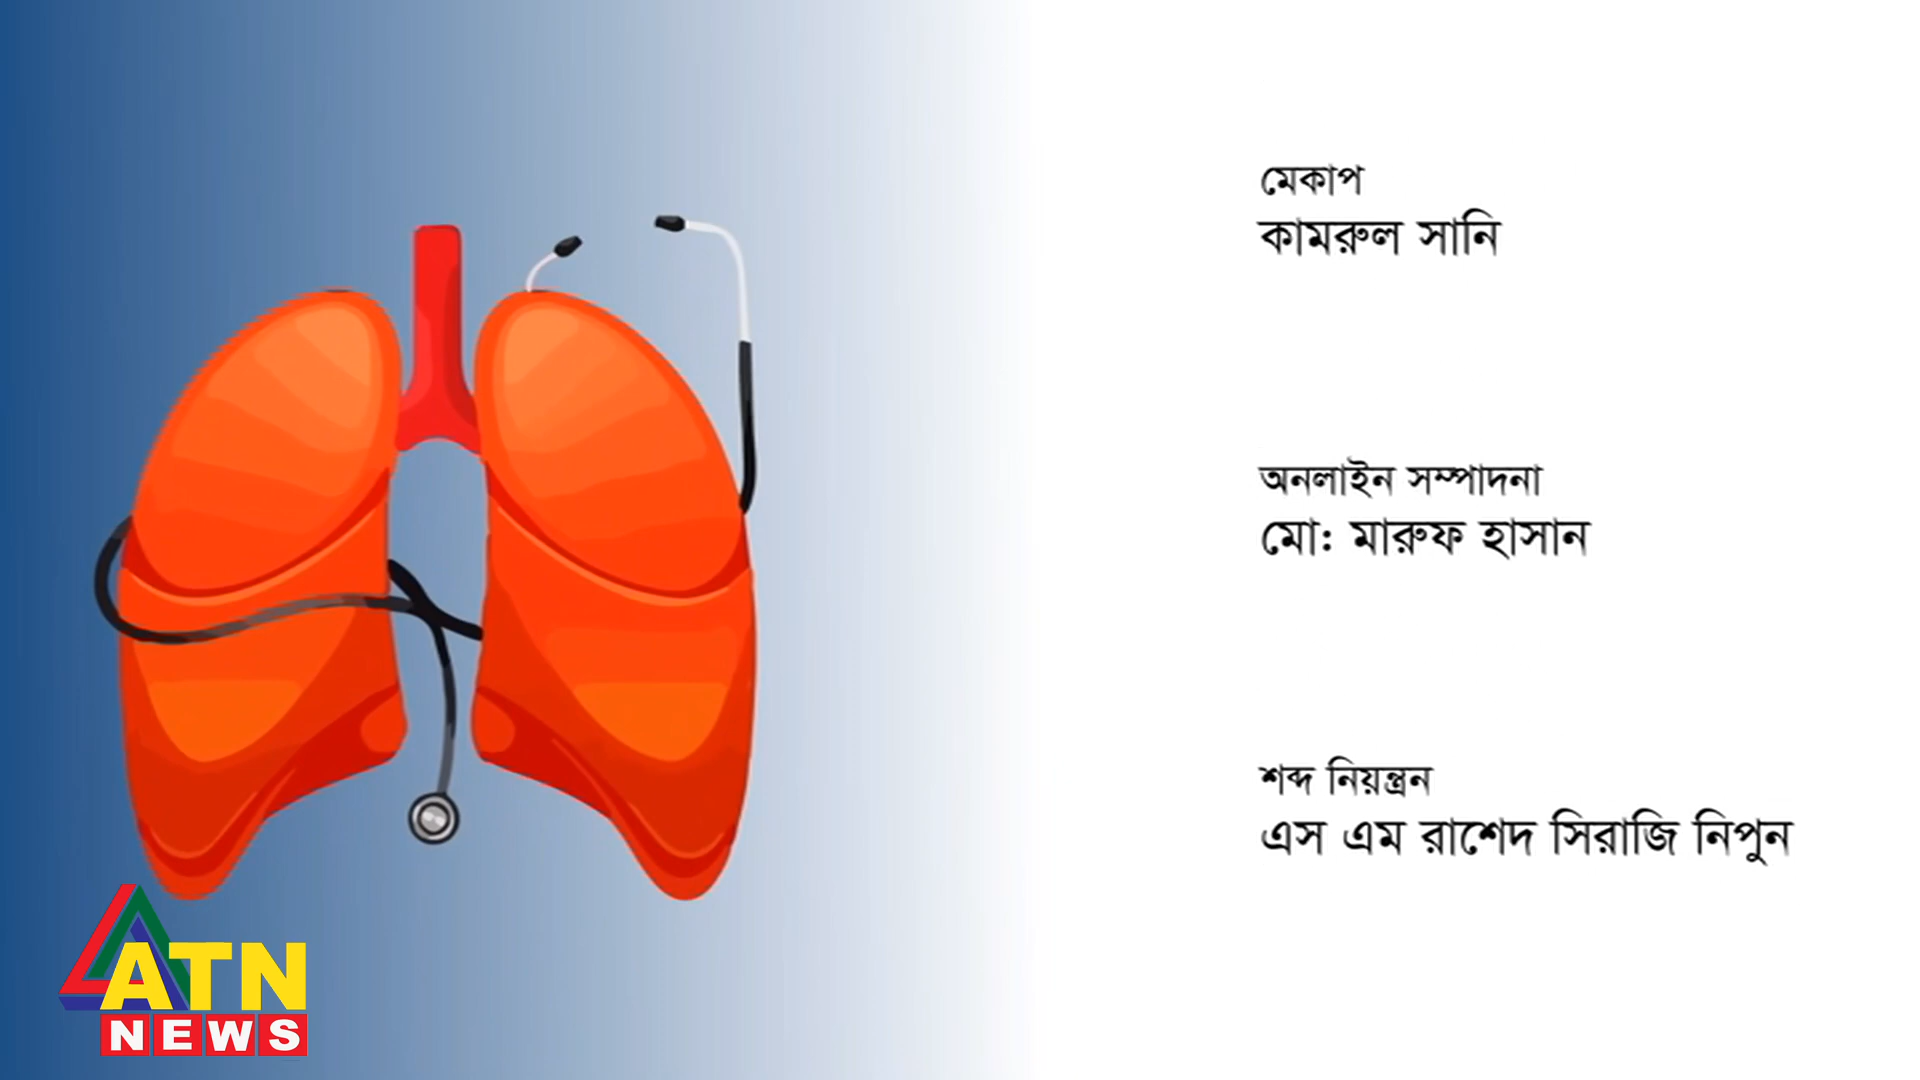 মেকাপ
কামরুল সানি
অনলাইন সম্পাদনা
মো: মারুফ হাসান
শব্দ নিয়ন্ত্রন
এস এম রাশেদ সিরাজি নিপুন
ATN
NEWS